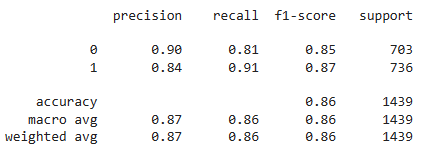 precision recall f1-score support
0 0.90 0.81 0.85 703
1 0.84 0.91 0.87 736
accuracy 0.86 1439
macro avg 0.87 0.86 0.86 1439
weighted avg 0.87 0.86 0.86 1439